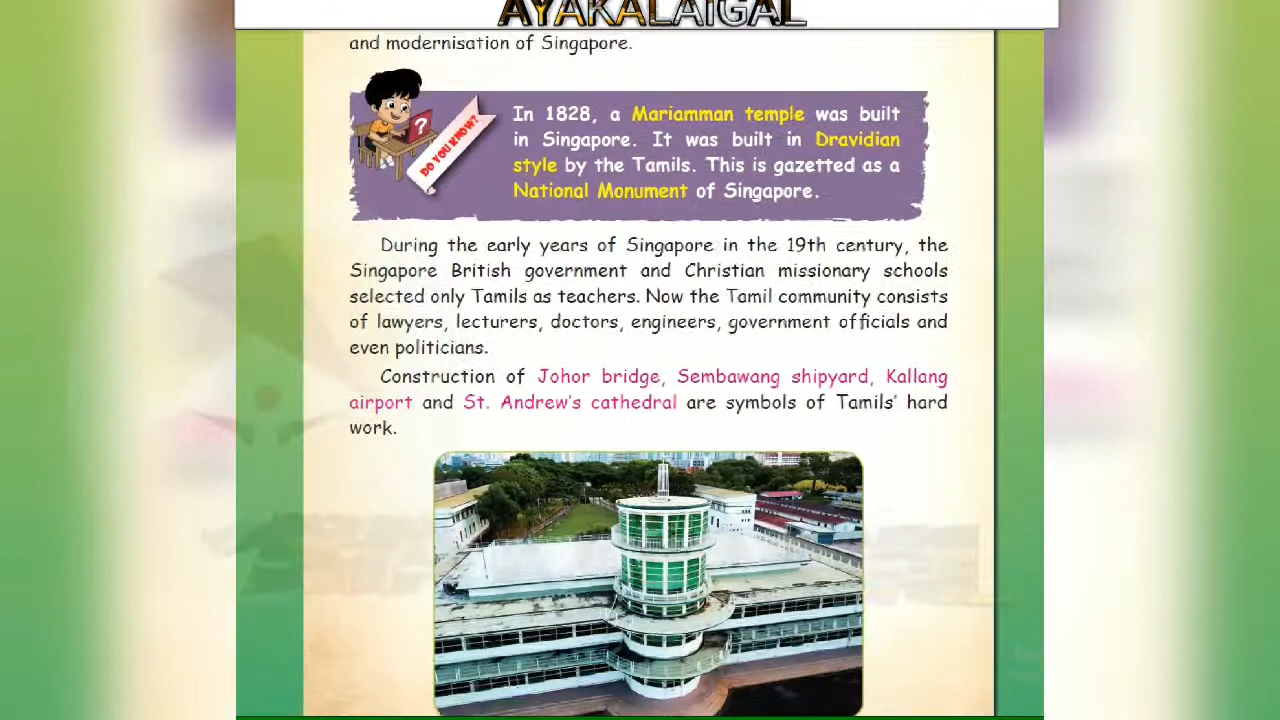 AYAKALAIGAL
and modernisation of Singapore.
DO YOU KNOW?
?
In 1828, a Mariamman temple was built
in Singapore. It was built in Dravidian
style by the Tamils. This is gazetted as a
National Monument of Singapore.
During the early years of Singapore in the 19th century, the
Singapore British government and Christian missionary schools
selected only Tamils as teachers. Now the Tamil community consists
of lawyers, lecturers, doctors, engineers, government officials and
even politicians.
Construction of Johor bridge, Sembawang shipyard, Kallang
airport and St. Andrew's cathedral are symbols of Tamils' hard
work.